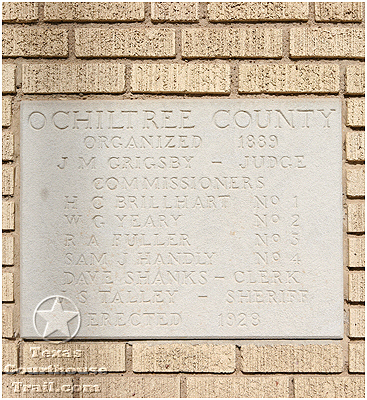 OCHILTREE COUNTY
ORGANIZED 1889
J M GRIGSBY - JUDGE
COMMISSIONERS
H C BRILLHART No 1
W G YEARY No 2
R A FULLER No 3
SAM J HANDLY No 4
DAVE SHANKS - CLERK
S TALLEY - SHERIFF
ERECTED 1928
Texas
Courthouse
Trail.com